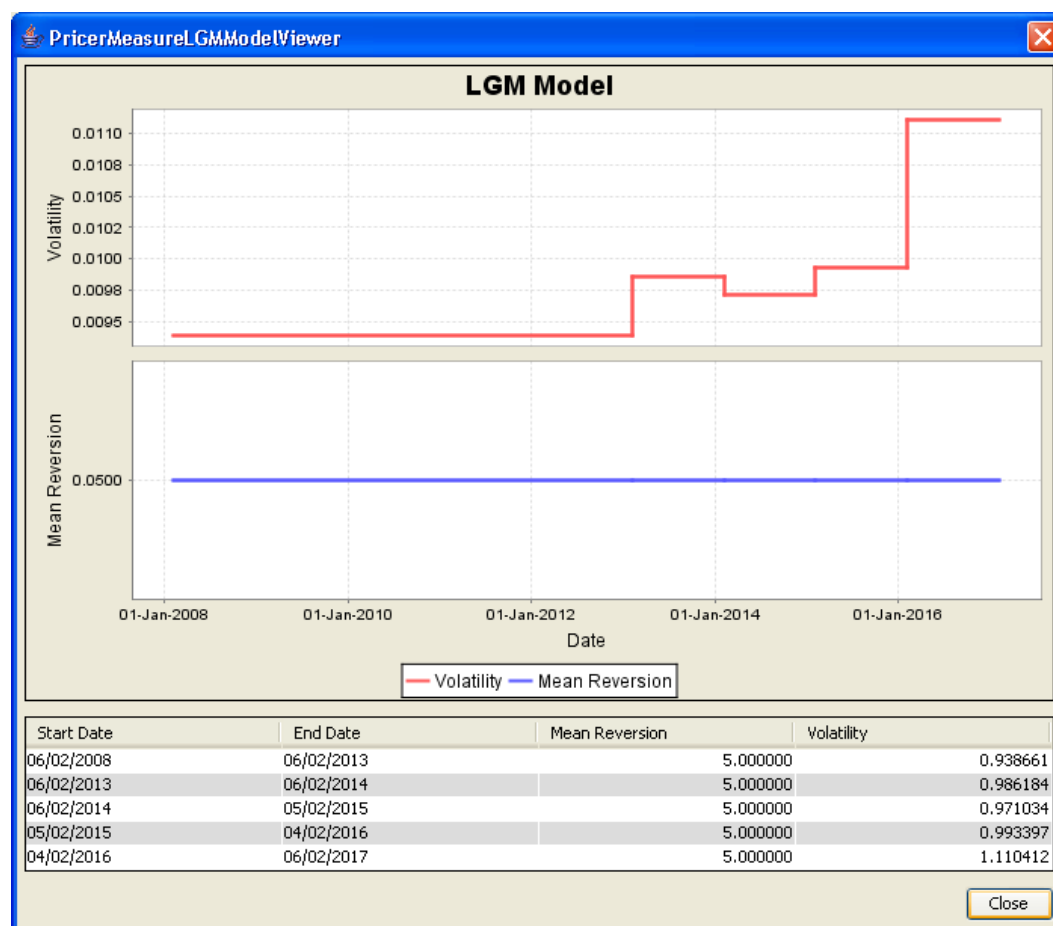 PricerMeasureLGMModelViewer
LGM Model
Volatility
0.0110
0.0108
0.0105
0.0102
0.0100
0.0098
0.0095
Mean Reversion
0.0500
01-Jan-2008 01-Jan-2010 01-Jan-2012 01-Jan-2014 01-Jan-2016
Date
Volatility Mean Reversion
Start Date End Date Mean Reversion Volatility
06/02/2008 06/02/2013 5.000000 0.938661
06/02/2013 06/02/2014 5.000000 0.986184
06/02/2014 05/02/2015 5.000000 0.971034
05/02/2015 04/02/2016 5.000000 0.993397
04/02/2016 06/02/2017 5.000000 1.110412
Close